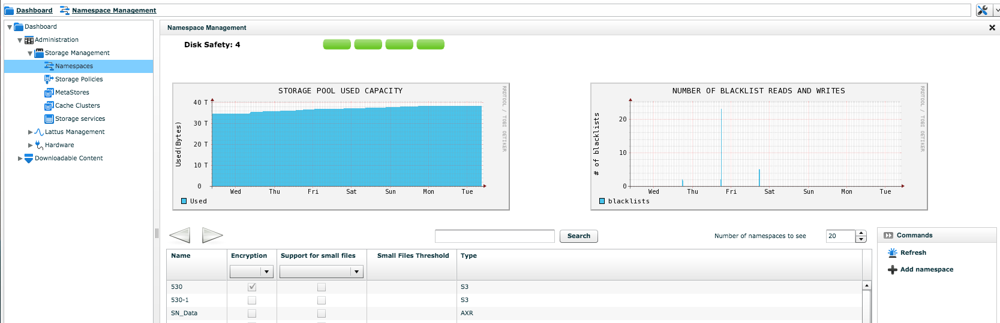 Dashboard Namespace Management
Dashboard
Administration
Storage Management
Namespaces
Storage Policies
MetaStores
Cache Clusters
Storage services
Lattus Management
Hardware
Downloadable Content
Namespace Management
Disk Safety: 4
STORAGE POOL USED CAPACITY
Used(Bytes)
40 T
30 T
20 T
10 T
0
Wed Thu Fri Sat Sun Mon Tue
Used
RRDTOOL / TOBI OETIKER
NUMBER OF BLACKLIST READS AND WRITES
# of blacklists
20
10
0
Wed Thu Fri Sat Sun Mon Tue
blacklists
RRDTOOL / TOBI OETIKER
Search
Number of namespaces to see 20
Name Encryption Support for small files Small Files Threshold Type
530 S3
530-1 S3
SN_Data AXR
Commands
Refresh
Add namespace